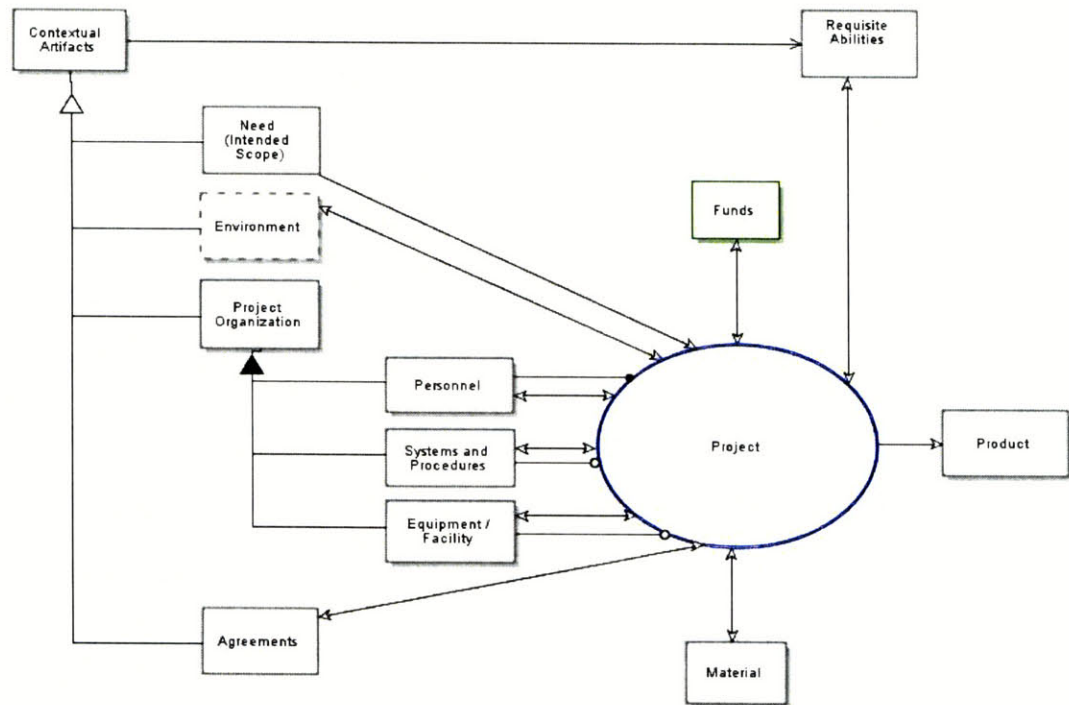 Contextual
Artifacts
Requisite
Abilities
Need
(Intended
Scope)
Funds
Environment
Project
Organization
Personnel
Systems and
Procedures
Project
Product
Equipment /
Facility
Agreements
Material